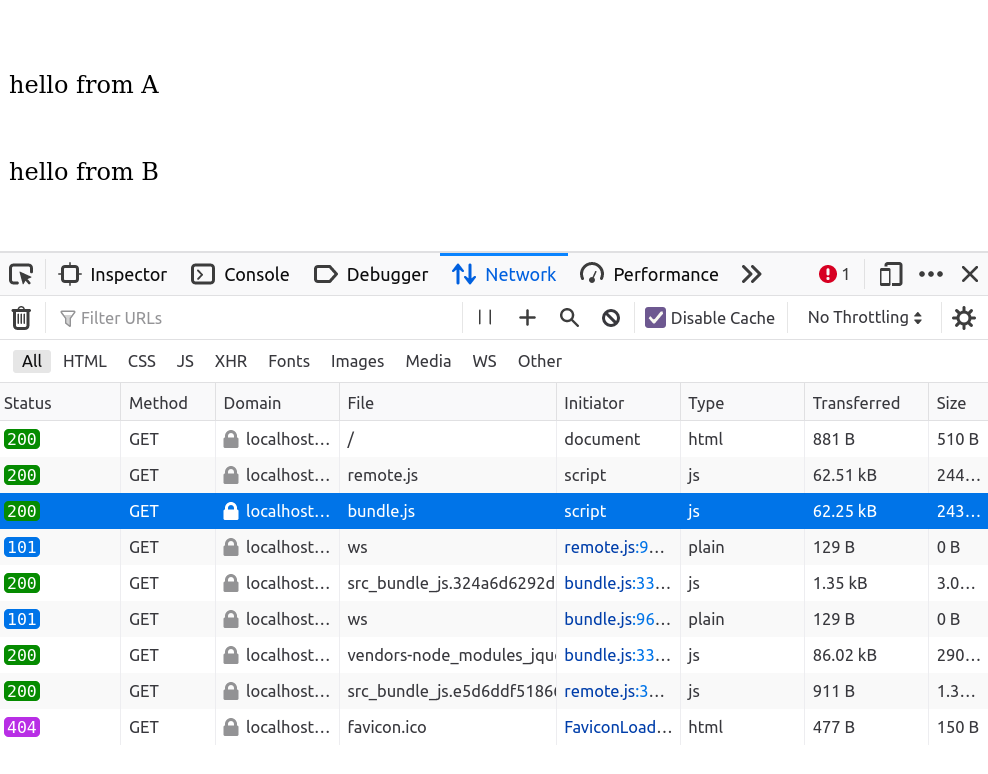 hello from A
hello from B
Inspector Console Debugger Network Performance 1
Filter URLs Disable Cache No Throttling
All HTML CSS JS XHR Fonts Images Media WS Other
Status Method Domain File Initiator Type Transferred Size
200 GET localhost… / document html 881 B 510 B
200 GET localhost… remote.js script js 62.51 kB 244…
200 GET localhost… bundle.js script js 62.25 kB 243…
101 GET localhost… ws remote.js:9… plain 129 B 0 B
200 GET localhost… src_bundle_js.324a6d6292d bundle.js:33… js 1.35 kB 3.0…
101 GET localhost… ws bundle.js:96… plain 129 B 0 B
200 GET localhost… vendors-node_modules_jque bundle.js:33… js 86.02 kB 290…
200 GET localhost… src_bundle_js.e5d6ddf5186 remote.js:3… js 911 B 1.3…
404 GET localhost… favicon.ico FaviconLoad… html 477 B 150 B